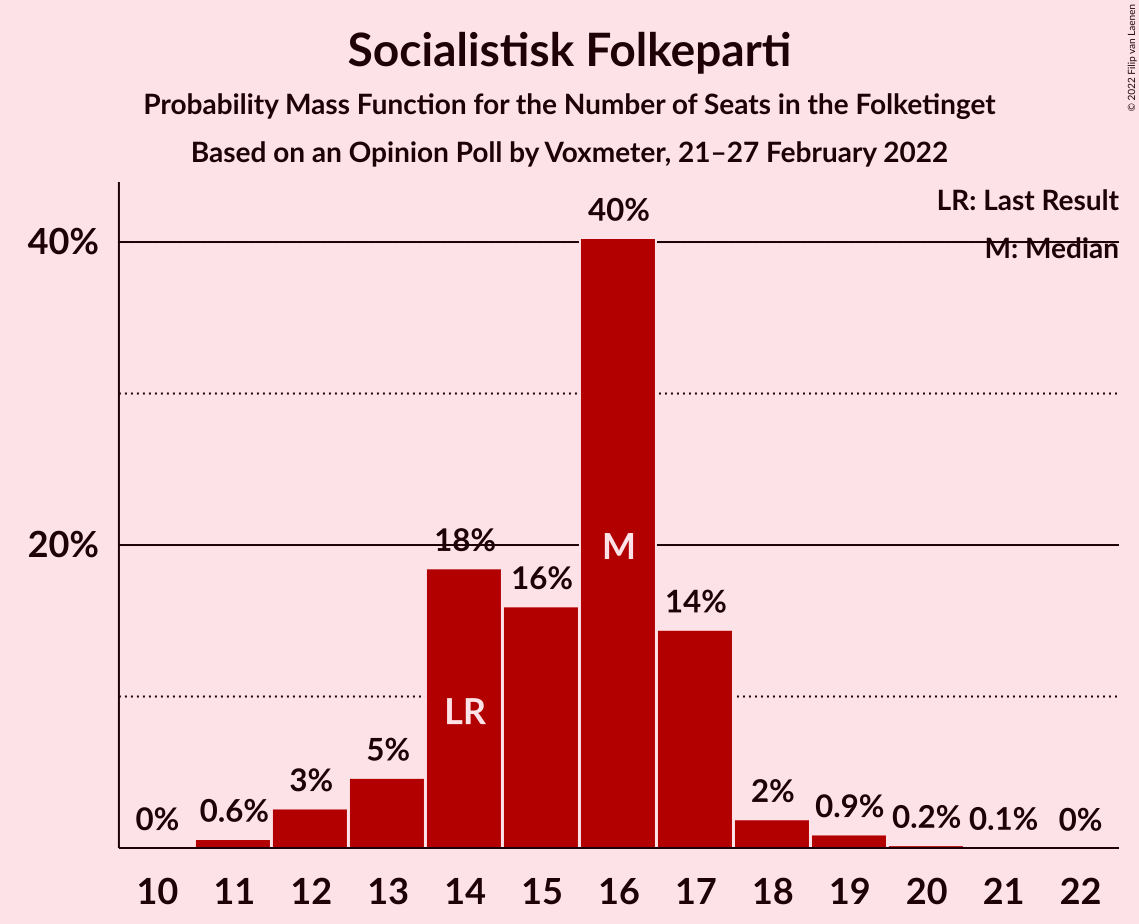 Socialistisk Folkeparti
Probability Mass Function for the Number of Seats in the Folketinget
Based on an Opinion Poll by Voxmeter, 21–27 February 2022
© 2022 Filip van Laenen
LR: Last Result
M: Median
40%
20%
0%
0.6%
3%
5%
18%
16%
40%
14%
2%
0.9%
0.2%
0.1%
0%
LR
M
10 11 12 13 14 15 16 17 18 19 20 21 22